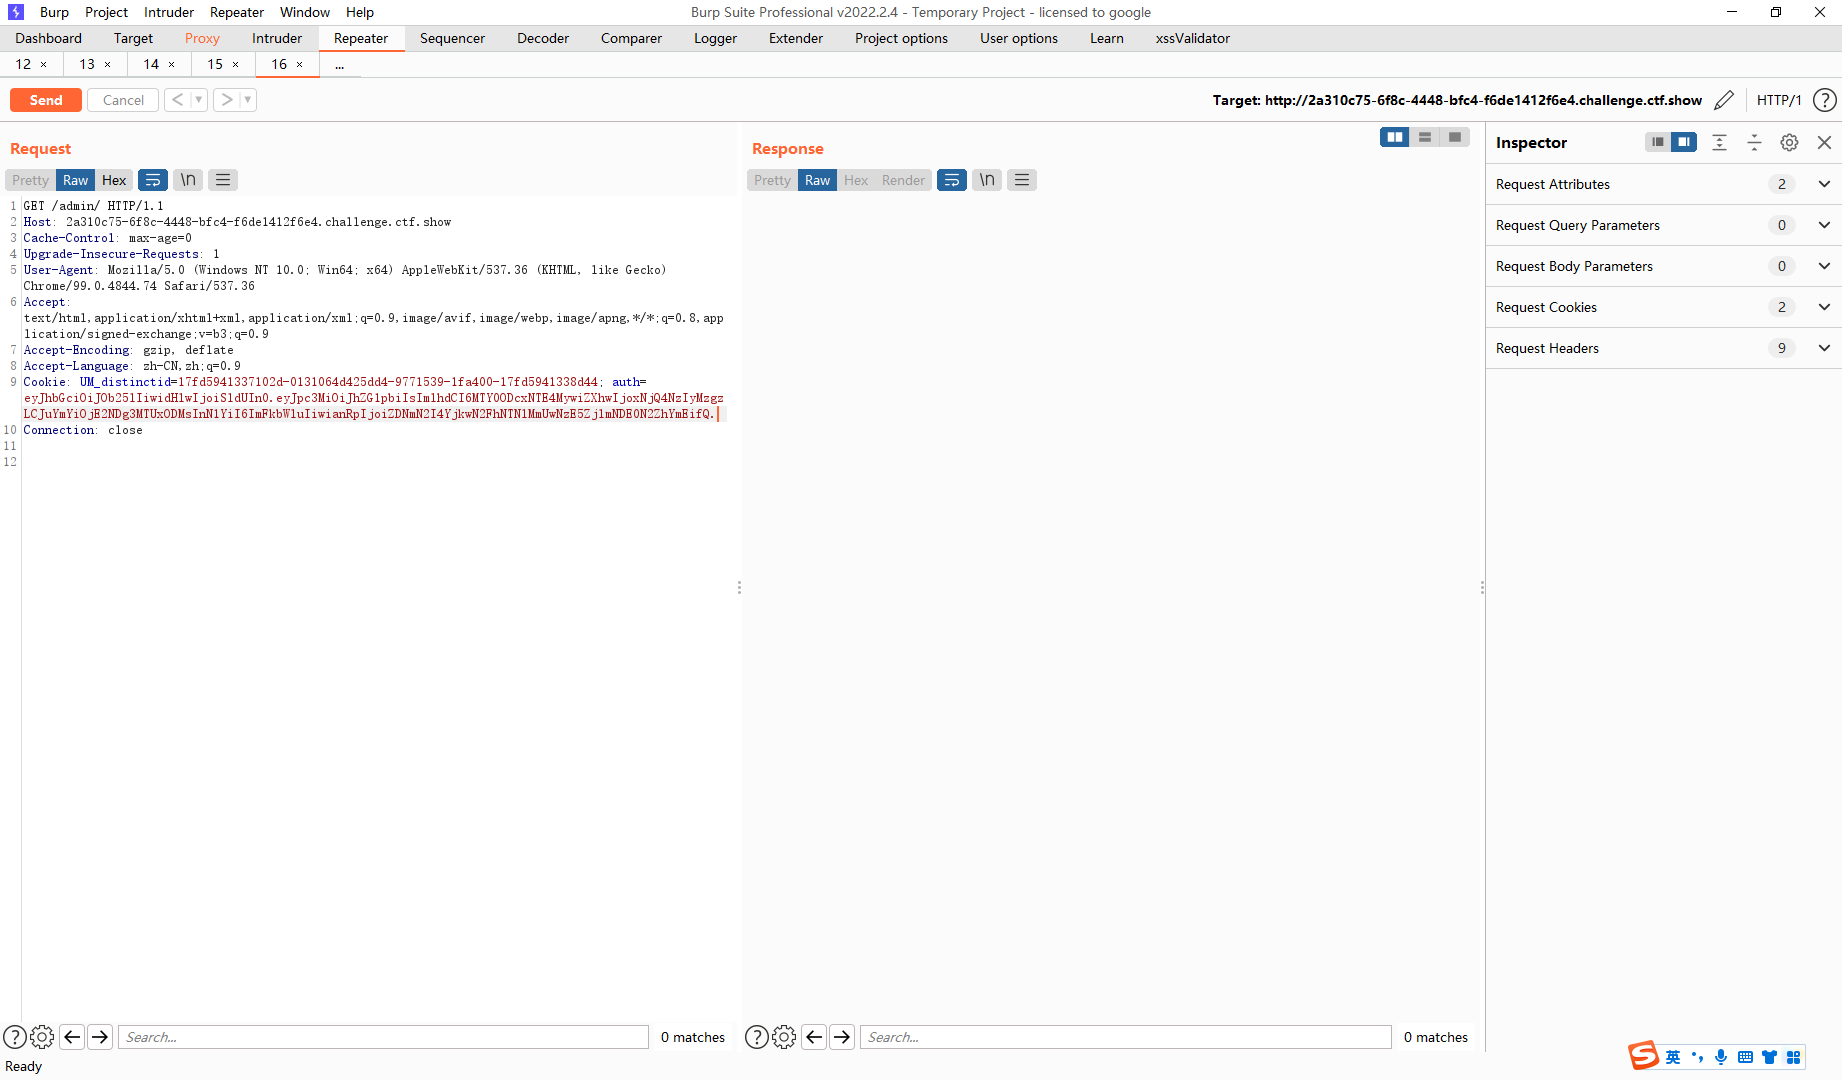 Burp Project Intruder Repeater Window Help
Burp Suite Professional v2022.2.4 - Temporary Project - licensed to google
Dashboard Target Proxy Intruder Repeater Sequencer Decoder Comparer Logger Extender Project options User options Learn xssValidator
12 × 13 × 14 × 15 × 16 × ...
Send Cancel < ▾ > ▾
Target: http://2a310c75-6f8c-4448-bfc4-f6de1412f6e4.challenge.ctf.show
HTTP/1 ?
Request
Pretty Raw Hex \n
1 GET /admin/ HTTP/1.1
2 Host: 2a310c75-6f8c-4448-bfc4-f6de1412f6e4.challenge.ctf.show
3 Cache-Control: max-age=0
4 Upgrade-Insecure-Requests: 1
5 User-Agent: Mozilla/5.0 (Windows NT 10.0; Win64; x64) AppleWebKit/537.36 (KHTML, like Gecko)
Chrome/99.0.4844.74 Safari/537.36
6 Accept:
text/html,application/xhtml+xml,application/xml;q=0.9,image/avif,image/webp,image/apng,*/*;q=0.8,app
lication/signed-exchange;v=b3;q=0.9
7 Accept-Encoding: gzip, deflate
8 Accept-Language: zh-CN,zh;q=0.9
9 Cookie: UM_distinctid=17fd5941337102d-0131064d425dd4-9771539-1fa400-17fd5941338d44; auth=
eyJhbGciOiJOb25lIiwidHlwIjoiSldUIn0.eyJpc3MiOiJhZG1pbiIsImlhdCI6MTY0ODcxNTE4MywiZXhwIjoxNjQ4NzIyMzgz
LCJuYmYiOjE2NDg3MTUxODMsInN1YiI6ImFkbWluIiwianRpIjoiZDNmN2I4YjkwN2FhNTNlMmUwNzE5ZjlmNDE0N2ZhYmEifQ.
10 Connection: close
11
12
Response
Pretty Raw Hex Render \n
Inspector
Request Attributes 2
Request Query Parameters 0
Request Body Parameters 0
Request Cookies 2
Request Headers 9
? Search... 0 matches
? Search... 0 matches
Ready
S 英